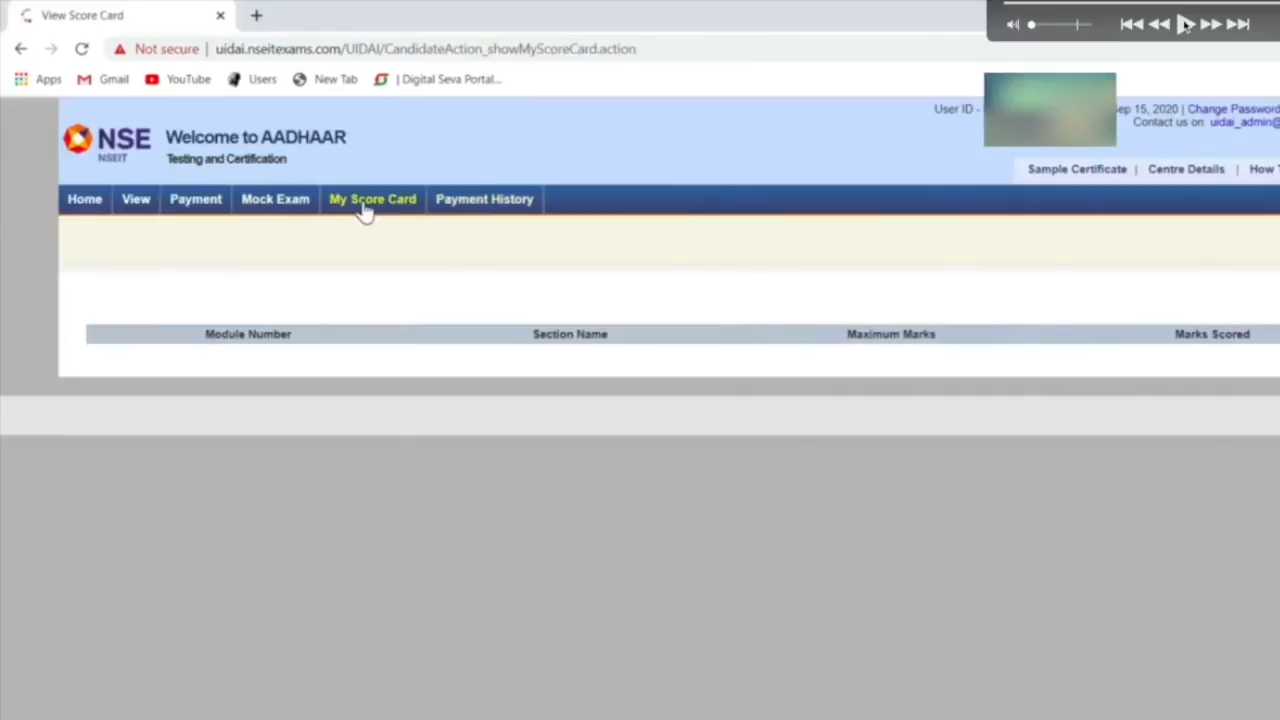 View Score Card
Not secure | uidai.nseitexams.com/UIDAI/CandidateAction_showMyScoreCard.action
Apps Gmail YouTube Users New Tab | Digital Seva Portal...
User ID - ep 15, 2020 | Change Password
Contact us on: uidai_admin@
NSE
NSEIT
Welcome to AADHAAR
Testing and Certification
Sample Certificate | Centre Details | How
Home View Payment Mock Exam My Score Card Payment History
Module Number Section Name Maximum Marks Marks Scored